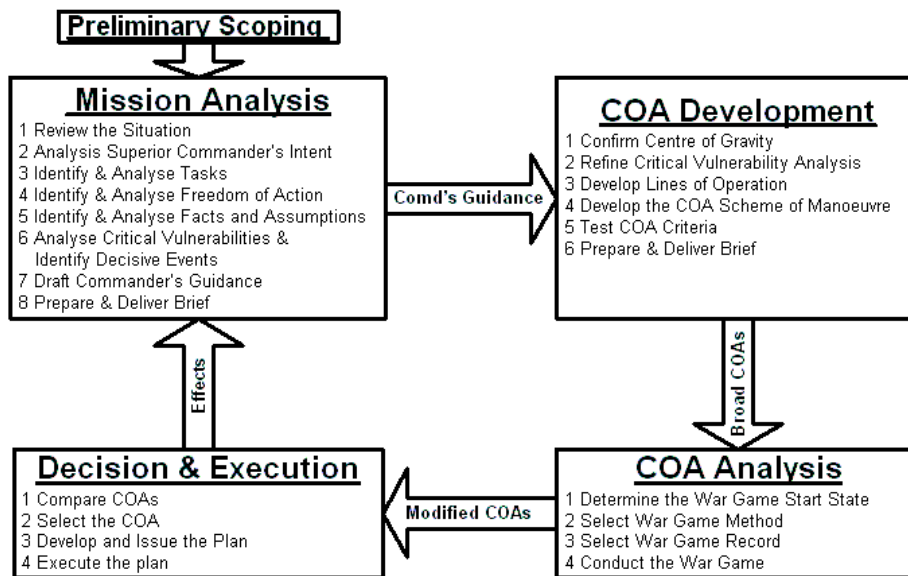 Preliminary Scoping
Mission Analysis
1 Review the Situation
2 Analysis Superior Commander's Intent
3 Identify & Analyse Tasks
4 Identify & Analyse Freedom of Action
5 Identify & Analyse Facts and Assumptions
6 Analyse Critical Vulnerabilities &
Identify Decisive Events
7 Draft Commander's Guidance
8 Prepare & Deliver Brief
Comd's Guidance
COA Development
1 Confirm Centre of Gravity
2 Refine Critical Vulnerability Analysis
3 Develop Lines of Operation
4 Develop the COA Scheme of Manoeuvre
5 Test COA Criteria
6 Prepare & Deliver Brief
Broad COAs
COA Analysis
1 Determine the War Game Start State
2 Select War Game Method
3 Select War Game Record
4 Conduct the War Game
Modified COAs
Decision & Execution
1 Compare COAs
2 Select the COA
3 Develop and Issue the Plan
4 Execute the plan
Effects